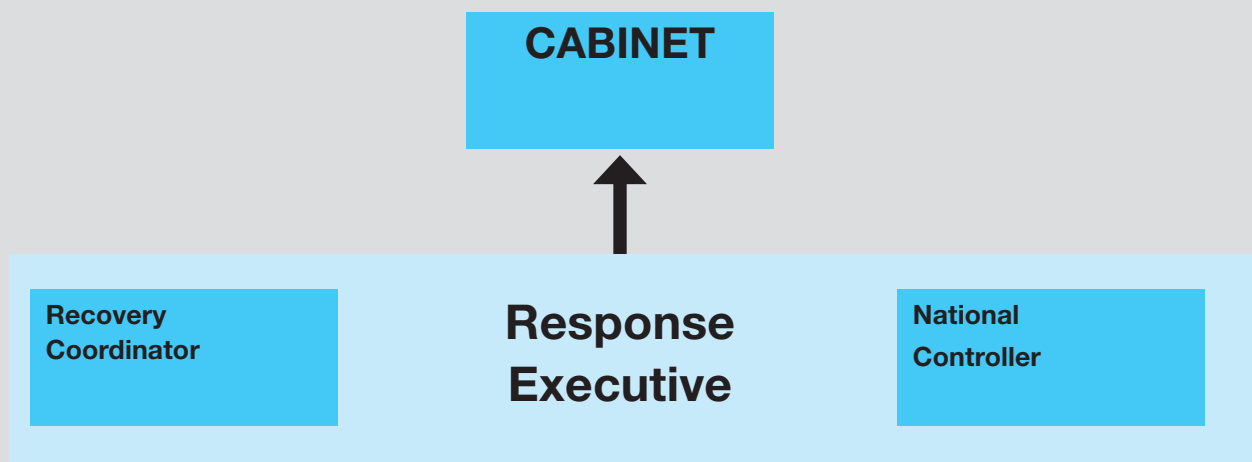 CABINET
Recovery
Coordinator
Response
Executive
National
Controller